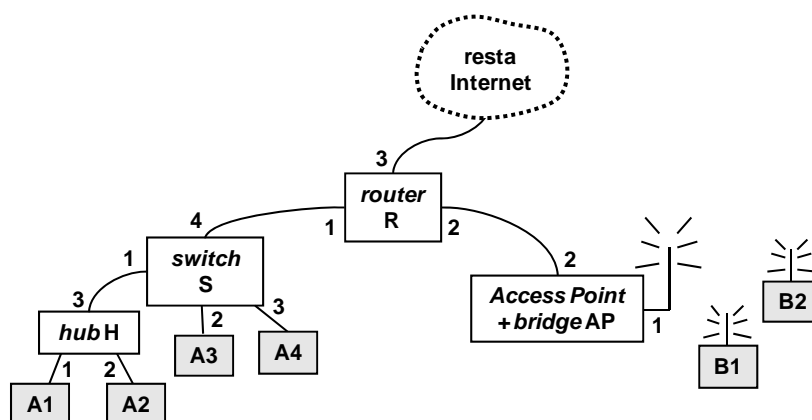 resta
Internet
3
router
R
1
2
4
1
switch
S
2
3
2
Access Point
+ bridge AP
1
B2
B1
3
hub H
A3
A4
1
2
A1
A2